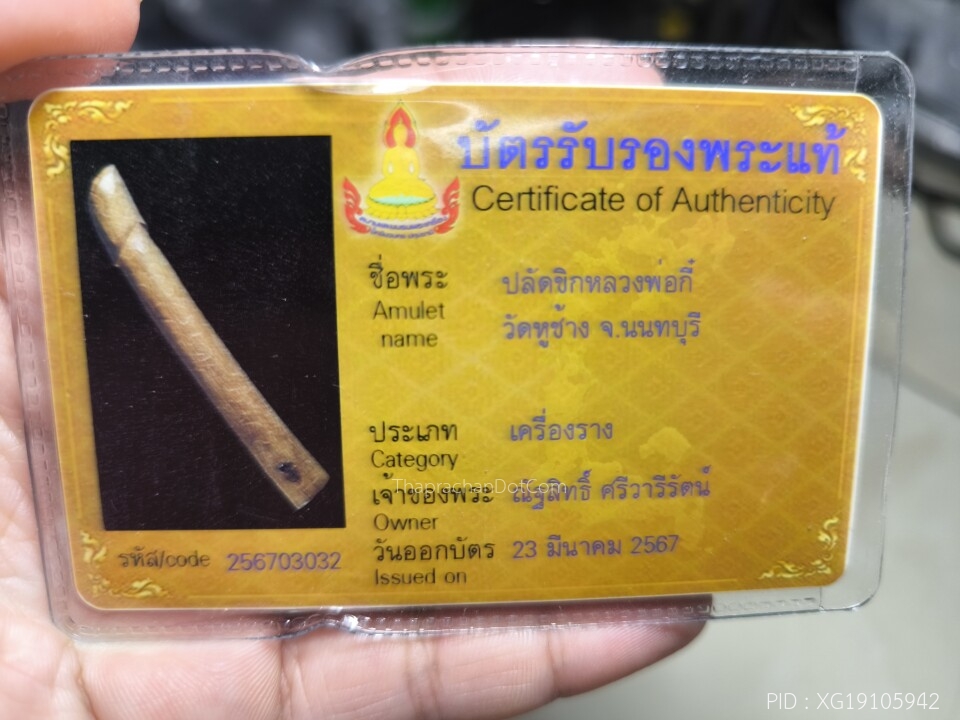 บัตรรับรองพระแท้
Certificate of Authenticity
ชื่อพระ ปลัดขิกหลวงพ่อกี๋
Amulet name วัดหูช้าง จ.นนทบุรี
ประเภท เครื่องราง
Category
ThaprachanDotCom
เจ้าของพระ ณัฐสิทธิ์ ศรีวารีรัตน์
Owner
วันออกบัตร 23 มีนาคม 2567
Issued on
รหัส/code 256703032
PID : XG19105942